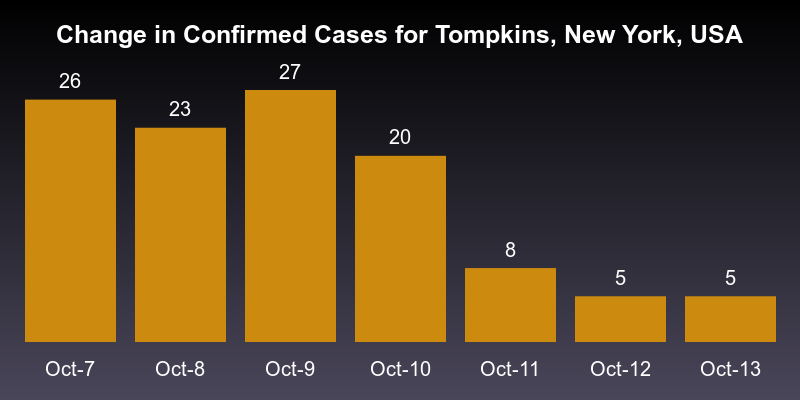 Change in Confirmed Cases for Tompkins, New York, USA
26 23 27 20 8 5 5
Oct-7 Oct-8 Oct-9 Oct-10 Oct-11 Oct-12 Oct-13